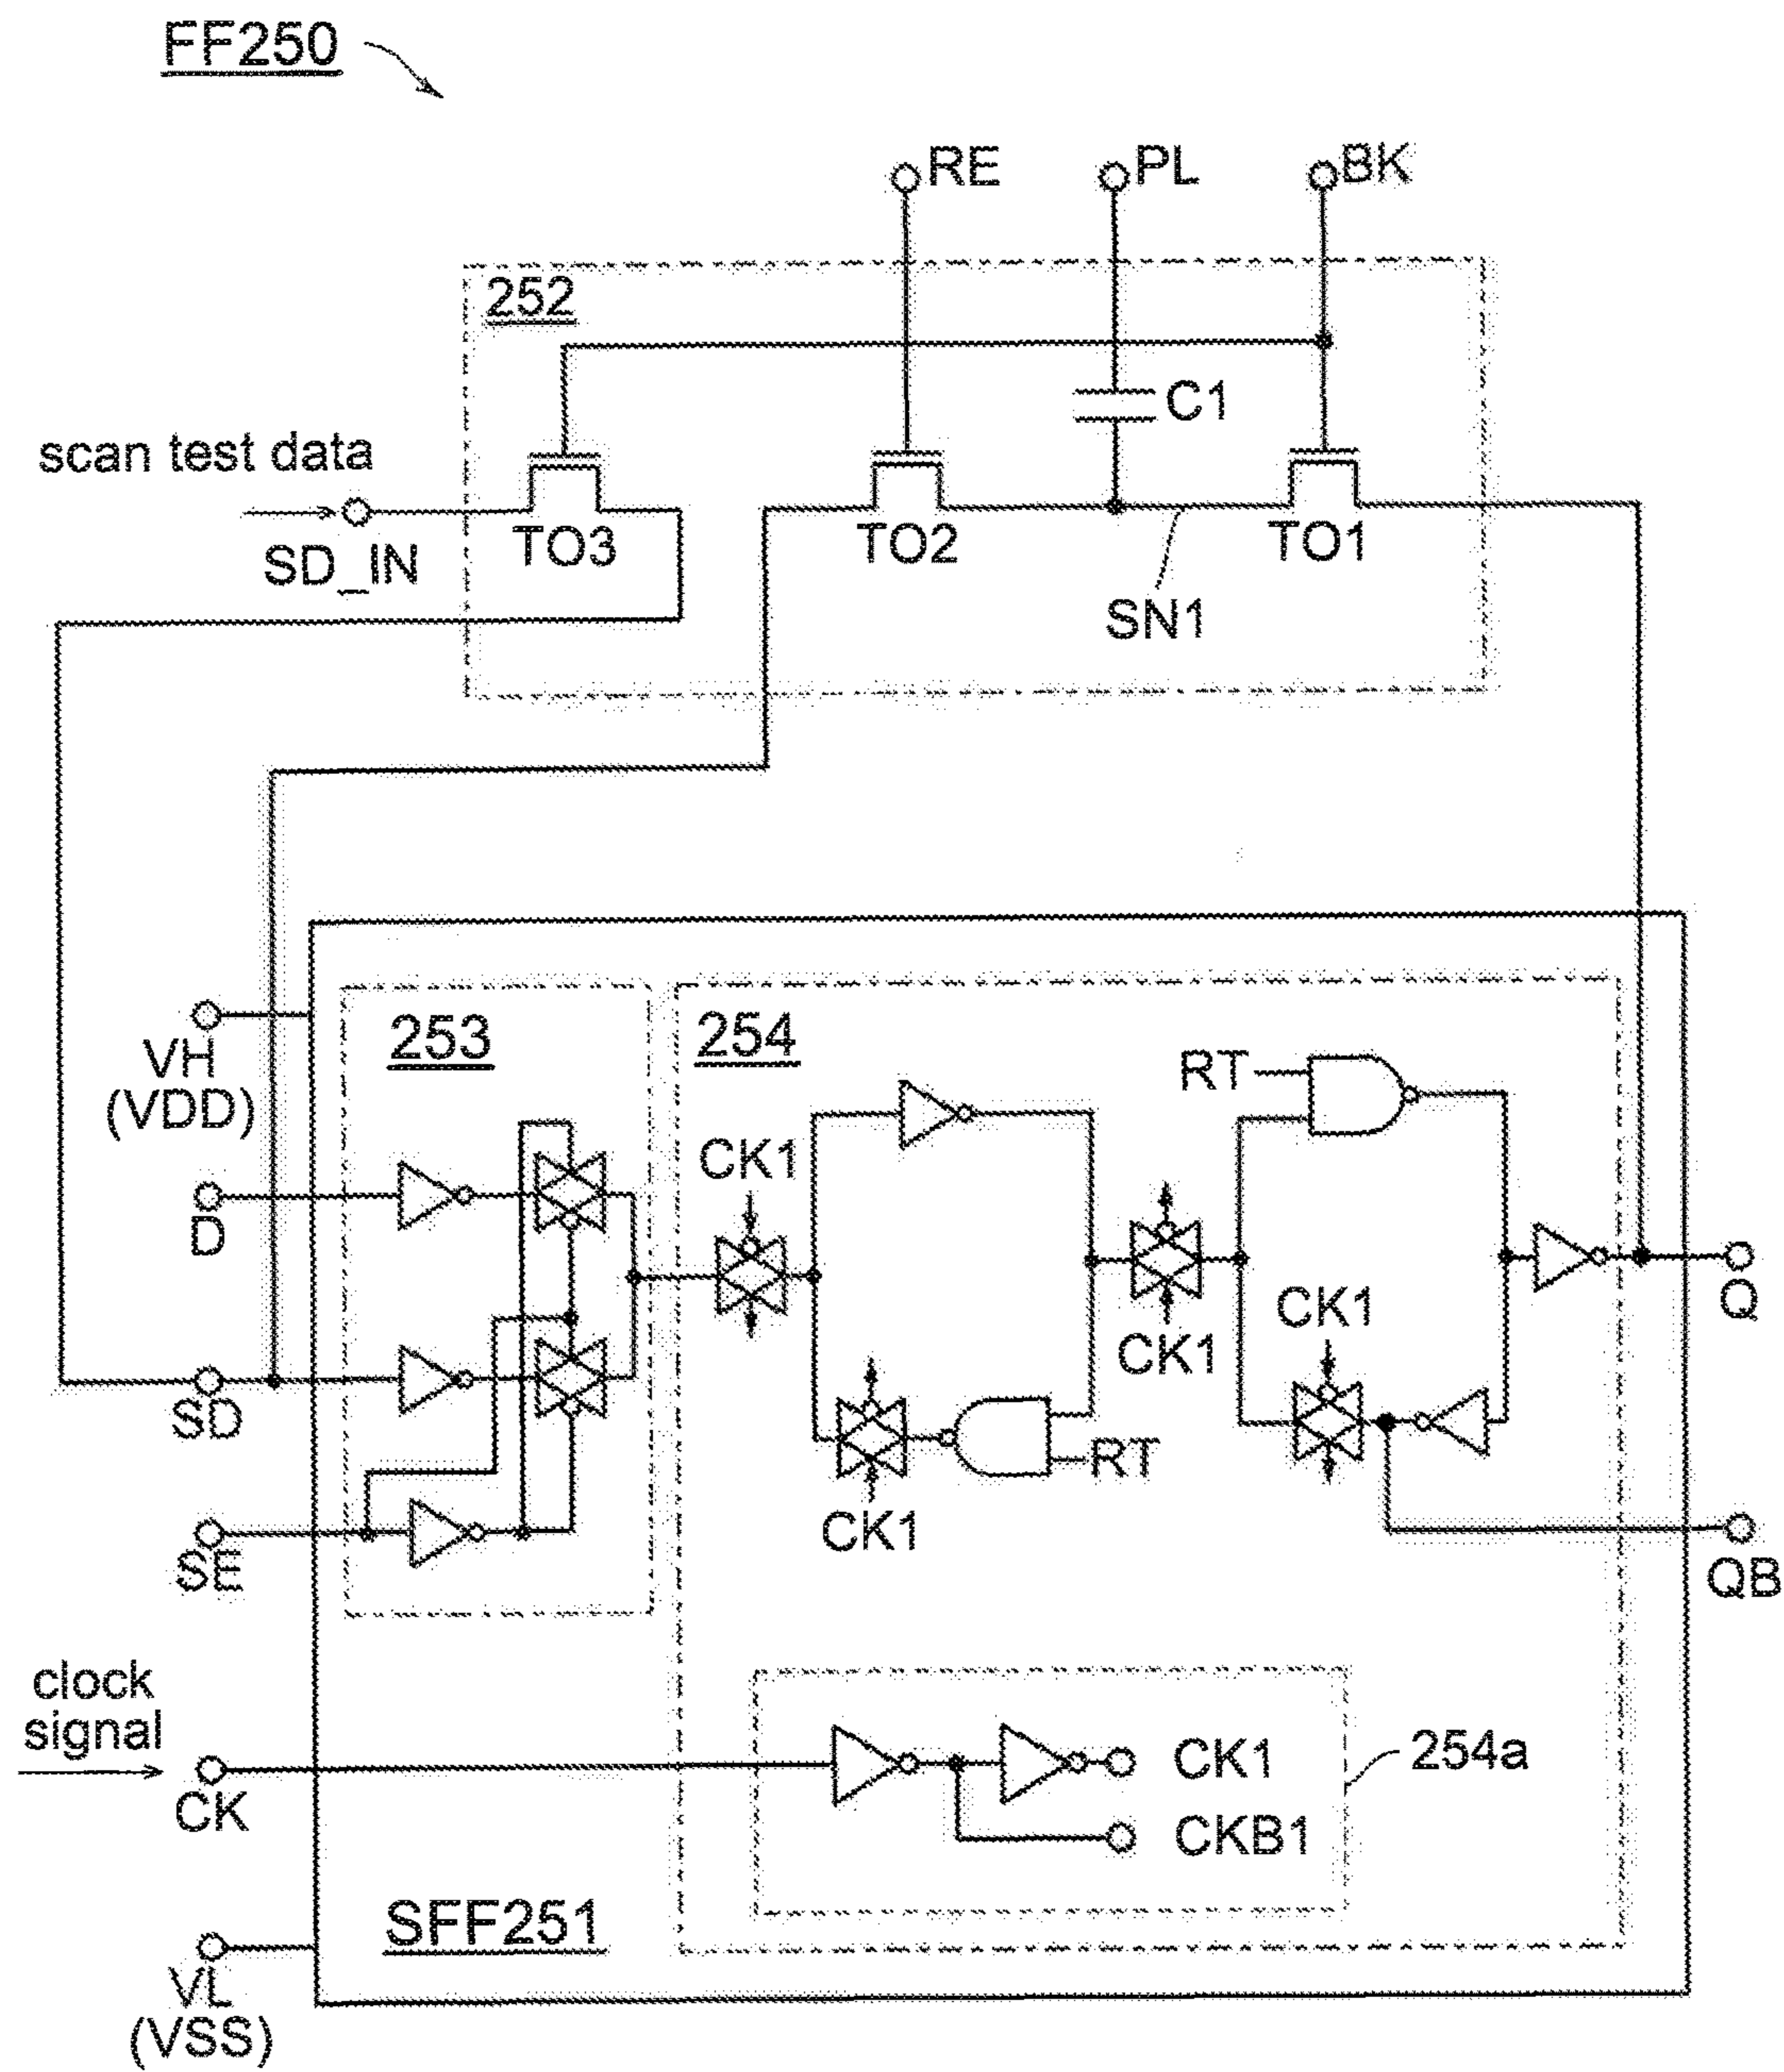 FF250
RE
PL
BK
252
C1
scan test data
SD_IN
TO3
TO2
TO1
SN1
VH
(VDD)
253
254
RT
CK1
D
CK1
CK1
Q
SD
RT
CK1
SE
QB
clock
signal
CK
CK1
254a
CKB1
SFF251
VL
(VSS)